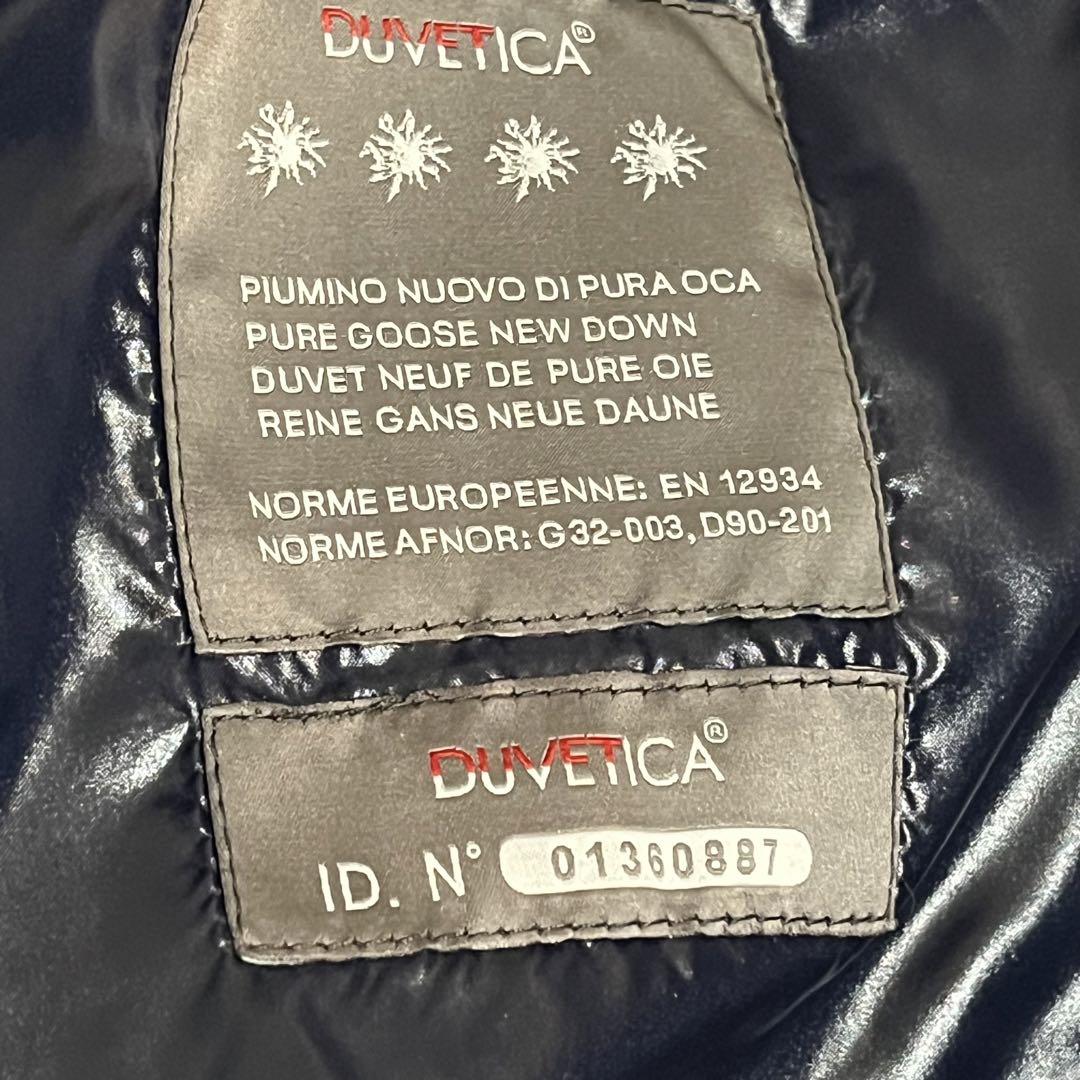 DUVETICA®
PIUMINO NUOVO DI PURA OCA
PURE GOOSE NEW DOWN
DUVET NEUF DE PURE OIE
REINE GANS NEUE DAUNE
NORME EUROPEENNE: EN 12934
NORME AFNOR: G32-003, D90-201
DUVETICA®
ID. N° 01360887